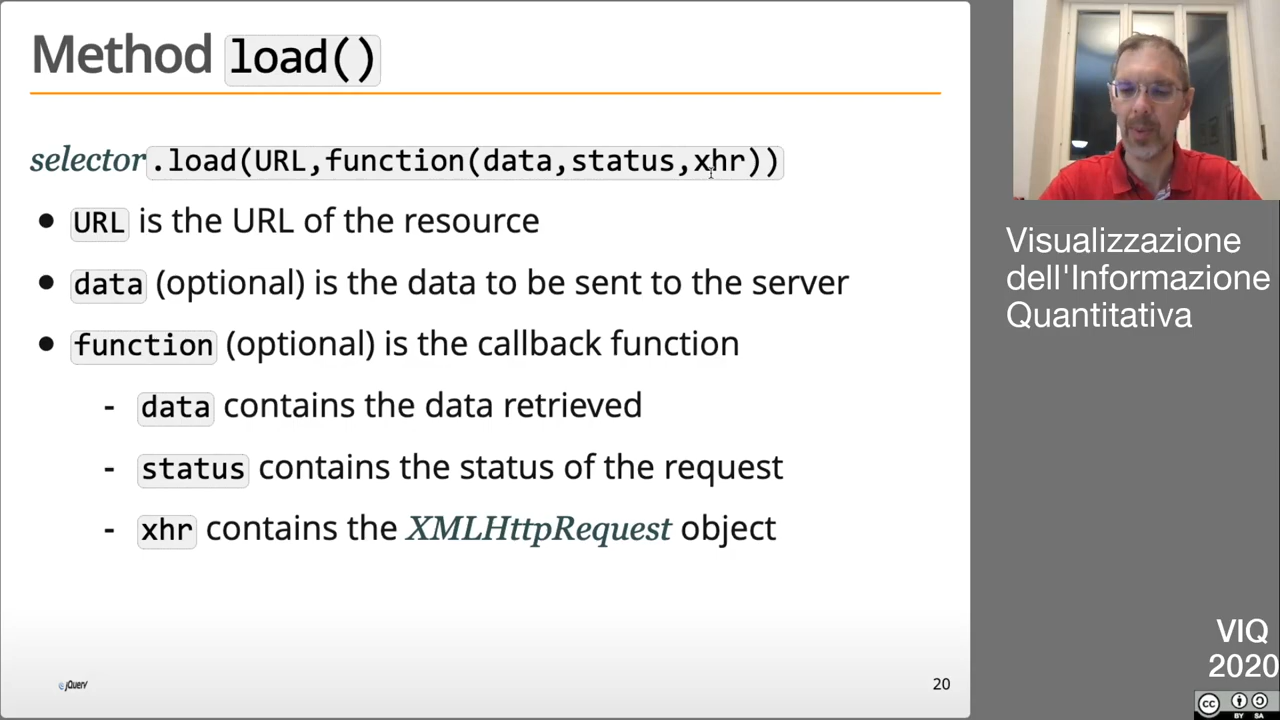 Method load()
selector.load(URL,function(data,status,xhr))
• URL is the URL of the resource
• data (optional) is the data to be sent to the server
• function (optional) is the callback function
- data contains the data retrieved
- status contains the status of the request
- xhr contains the XMLHttpRequest object
jQuery
20
Visualizzazione
dell'Informazione
Quantitativa
VIQ
2020
cc
BY SA